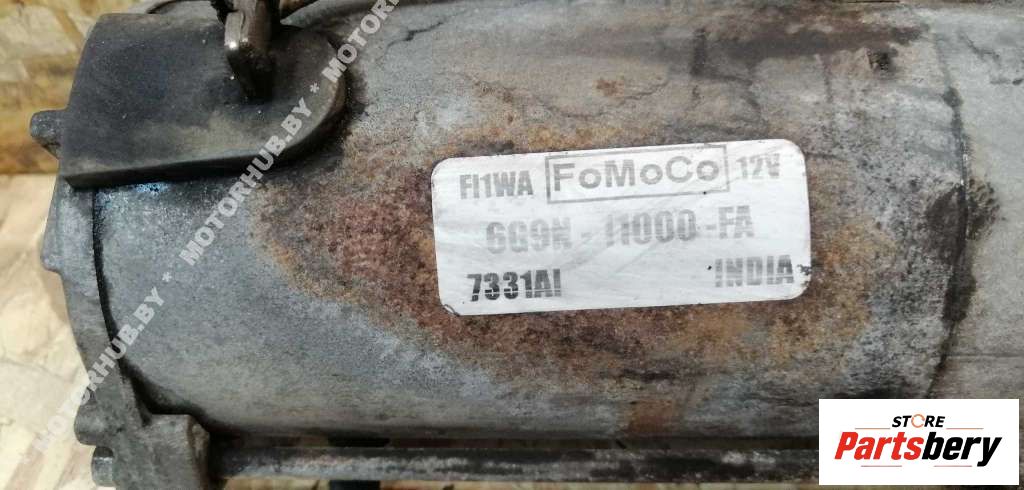 FI1WA FoMoCo 12V
6G9N - 11000 -FA
7331AI INDIA
MOTORHUB.BY * MOTORHUB.BY * MOTORHUB.BY
STORE
Partsbery